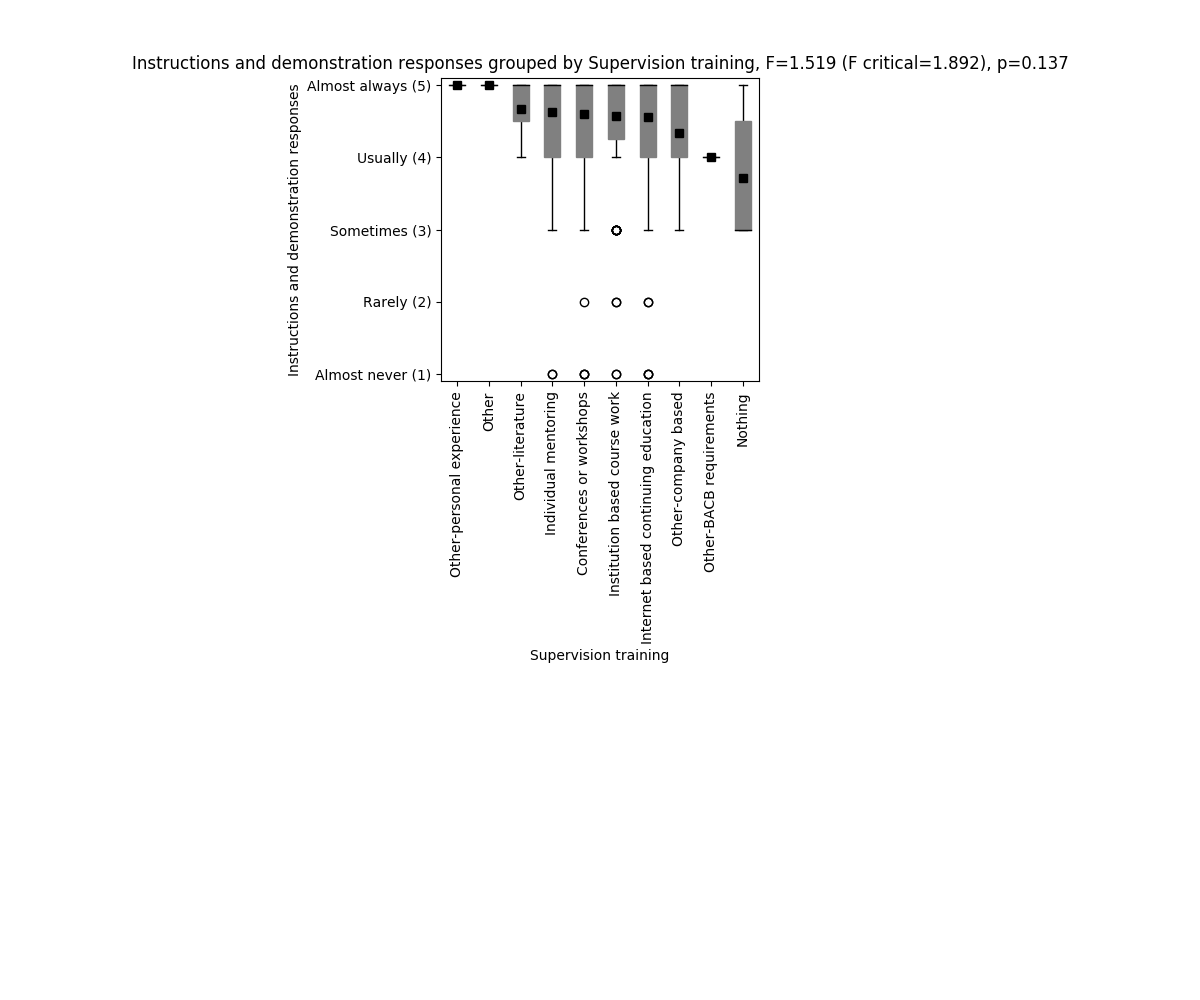 Instructions and demonstration responses grouped by Supervision training, F=1.519 (F critical=1.892), p=0.137
Instructions and demonstration responses
Almost always (5)
Usually (4)
Sometimes (3)
Rarely (2)
Almost never (1)
Other-personal experience
Other
Other-literature
Individual mentoring
Conferences or workshops
Institution based course work
Internet based continuing education
Other-company based
Other-BACB requirements
Nothing
Supervision training